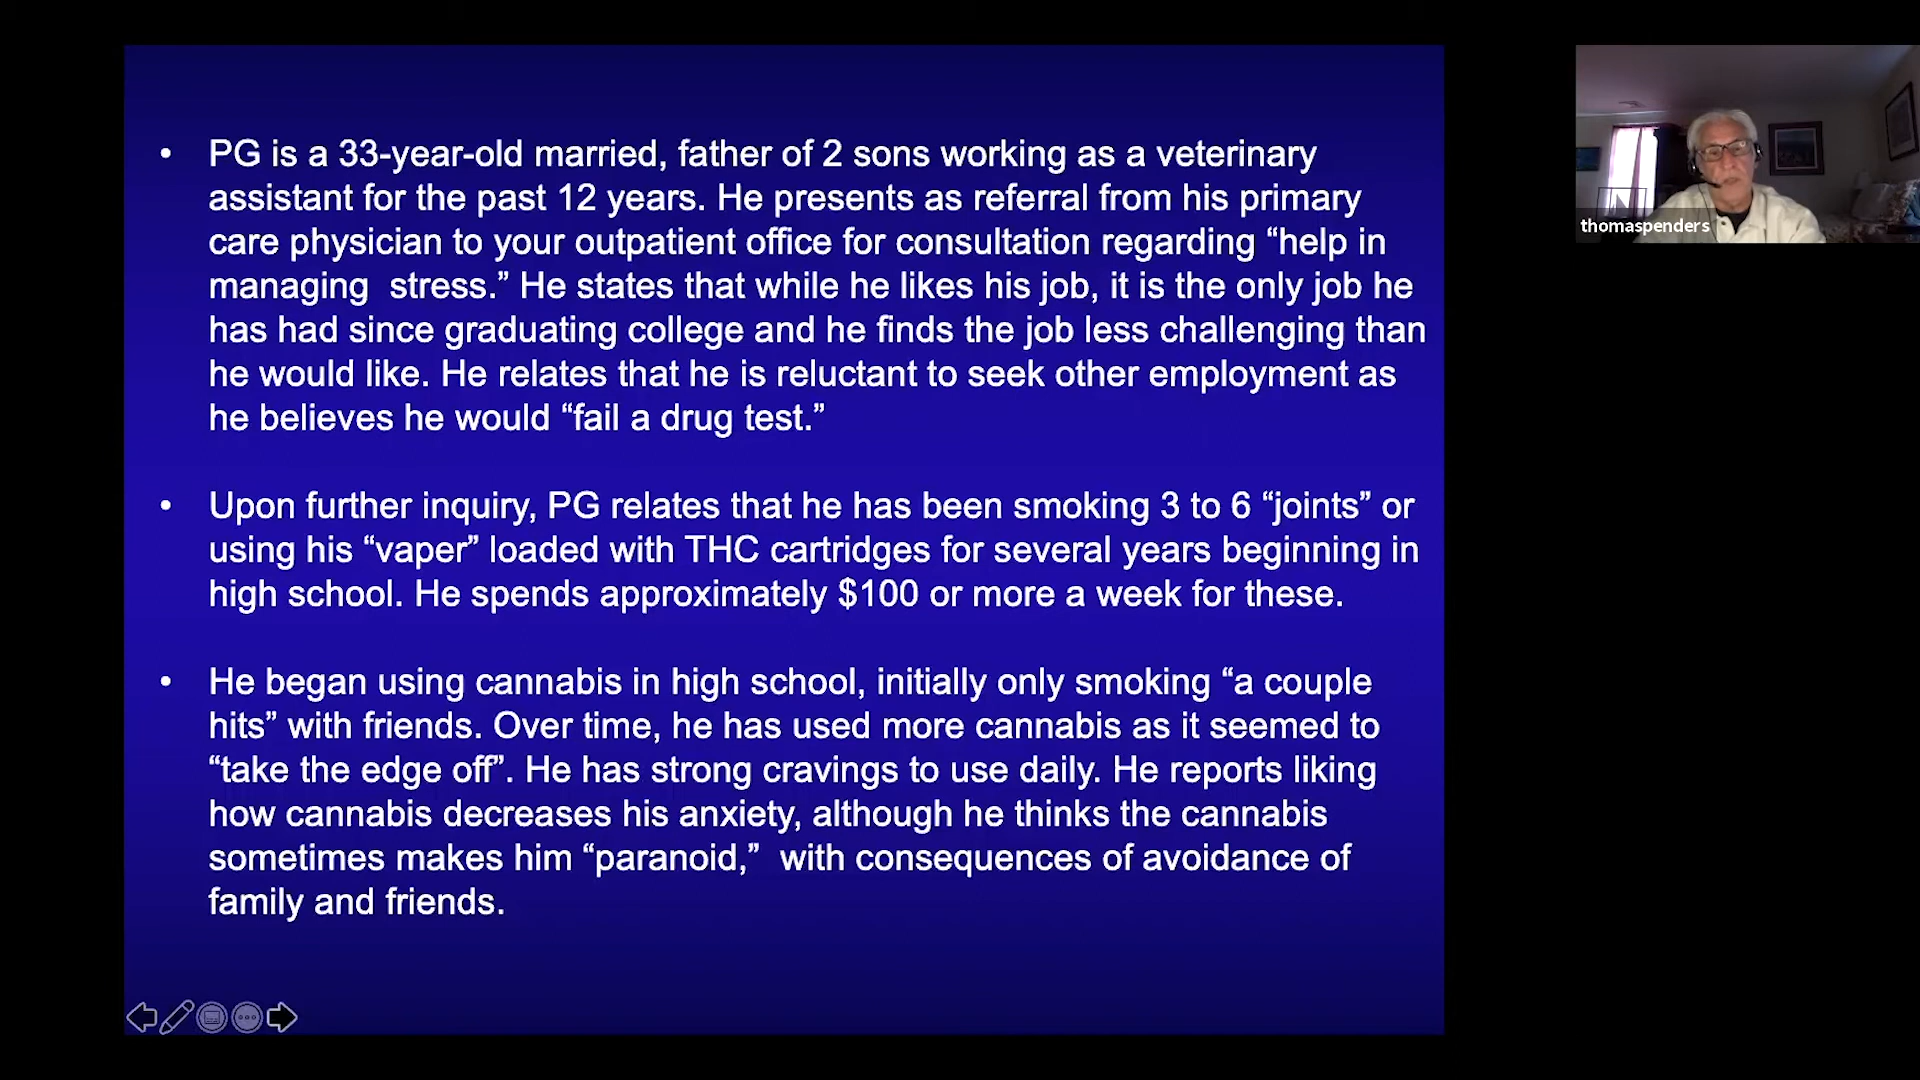 • PG is a 33-year-old married, father of 2 sons working as a veterinary
assistant for the past 12 years. He presents as referral from his primary
care physician to your outpatient office for consultation regarding “help in
managing  stress.” He states that while he likes his job, it is the only job he
has had since graduating college and he finds the job less challenging than
he would like. He relates that he is reluctant to seek other employment as
he believes he would “fail a drug test.”
• Upon further inquiry, PG relates that he has been smoking 3 to 6 “joints” or
using his “vaper” loaded with THC cartridges for several years beginning in
high school. He spends approximately $100 or more a week for these.
• He began using cannabis in high school, initially only smoking “a couple
hits” with friends. Over time, he has used more cannabis as it seemed to
“take the edge off”. He has strong cravings to use daily. He reports liking
how cannabis decreases his anxiety, although he thinks the cannabis
sometimes makes him “paranoid,”  with consequences of avoidance of
family and friends.
thomaspenders